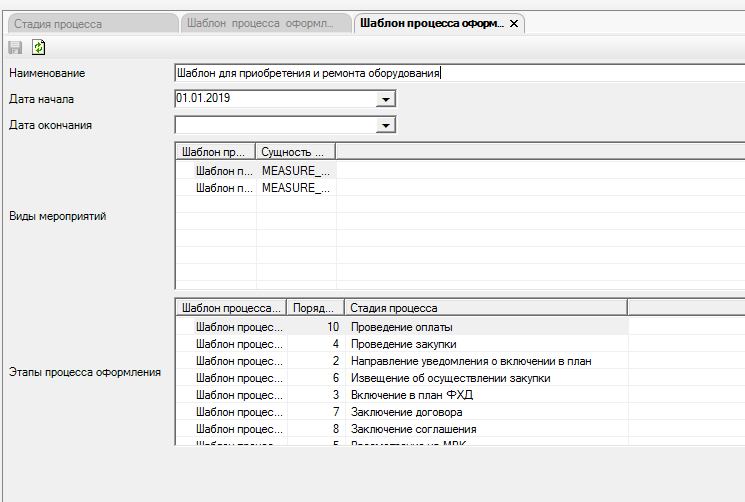 Стадия процесса
Шаблон процесса оформл...
Шаблон процесса оформ...
Наименование
Шаблон для приобретения и ремонта оборудования
Дата начала
01.01.2019
Дата окончания
Виды мероприятий
Шаблон пр... Сущность ...
Шаблон п... MEASURE_...
Шаблон п... MEASURE_...
Этапы процесса оформления
Шаблон процесса... Поряд... Стадия процесса
Шаблон процес... 10 Проведение оплаты
Шаблон процес... 4 Проведение закупки
Шаблон процес... 2 Направление уведомления о включении в план
Шаблон процес... 6 Извещение об осуществлении закупки
Шаблон процес... 3 Включение в план ФХД
Шаблон процес... 7 Заключение договора
Шаблон процес... 8 Заключение соглашения